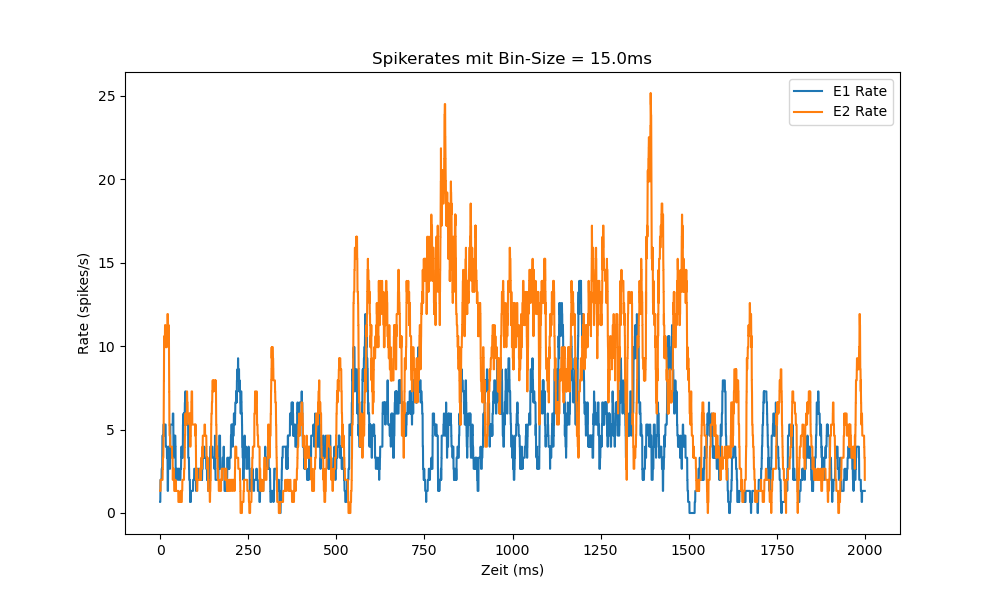 Spikerates mit Bin-Size = 15.0ms
E1 Rate
E2 Rate
25
20
15
10
5
0
Rate (spikes/s)
0 250 500 750 1000 1250 1500 1750 2000
Zeit (ms)